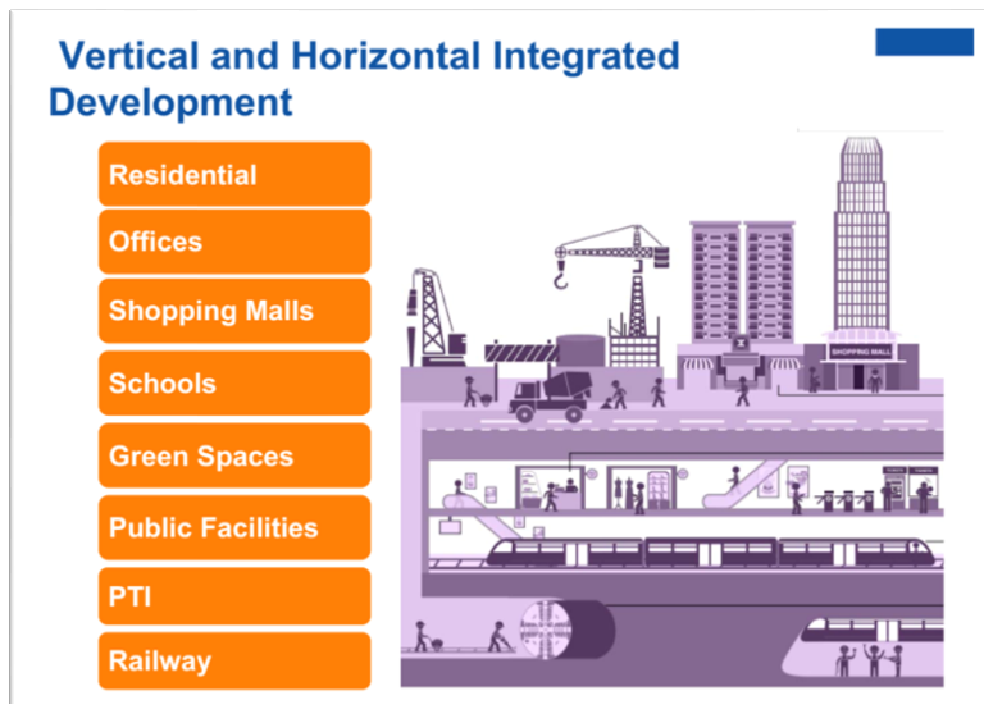 Vertical and Horizontal Integrated
Development
Residential
Offices
Shopping Malls
Schools
Green Spaces
Public Facilities
PTI
Railway
SHOPPING MALL